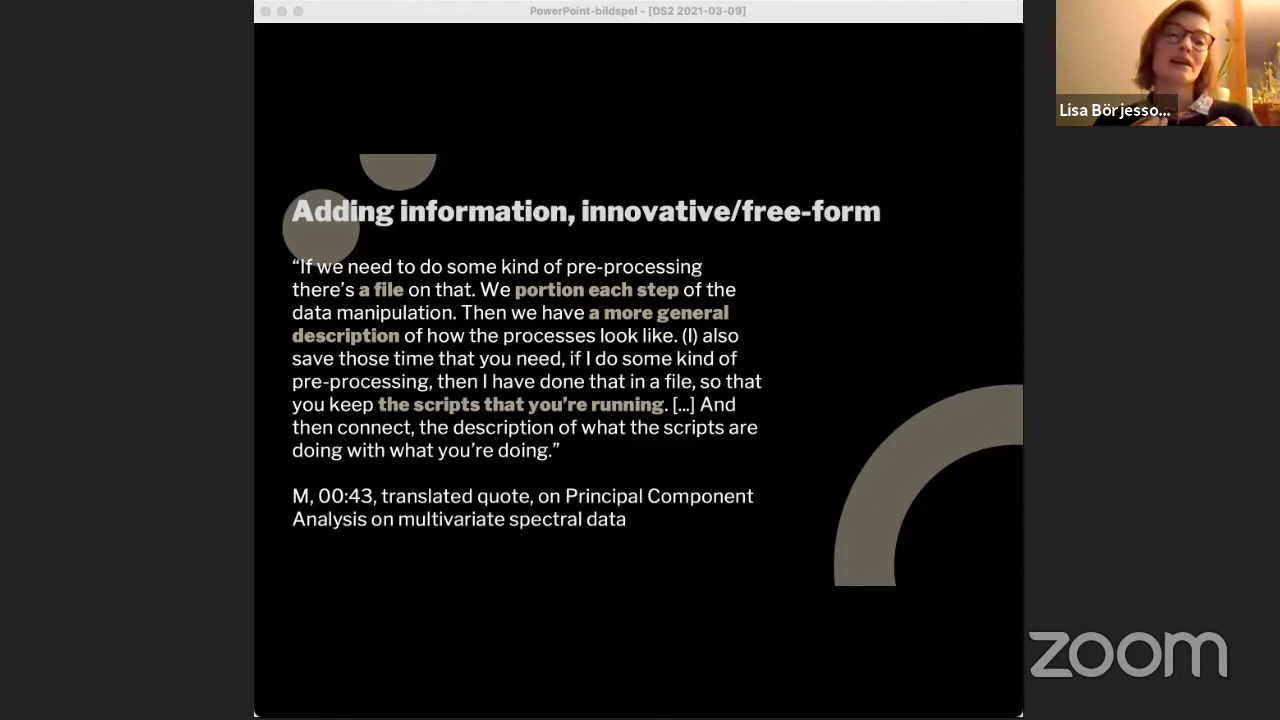 PowerPoint-bildspel - [DS2 2021-03-09]
Lisa Börjesso...
Adding information, innovative/free-form
“If we need to do some kind of pre-processing
there’s a file on that. We portion each step of the
data manipulation. Then we have a more general
description of how the processes look like. (I) also
save those time that you need, if I do some kind of
pre-processing, then I have done that in a file, so that
you keep the scripts that you’re running. [...] And
then connect, the description of what the scripts are
doing with what you’re doing.”
M, 00:43, translated quote, on Principal Component
Analysis on multivariate spectral data
zoom